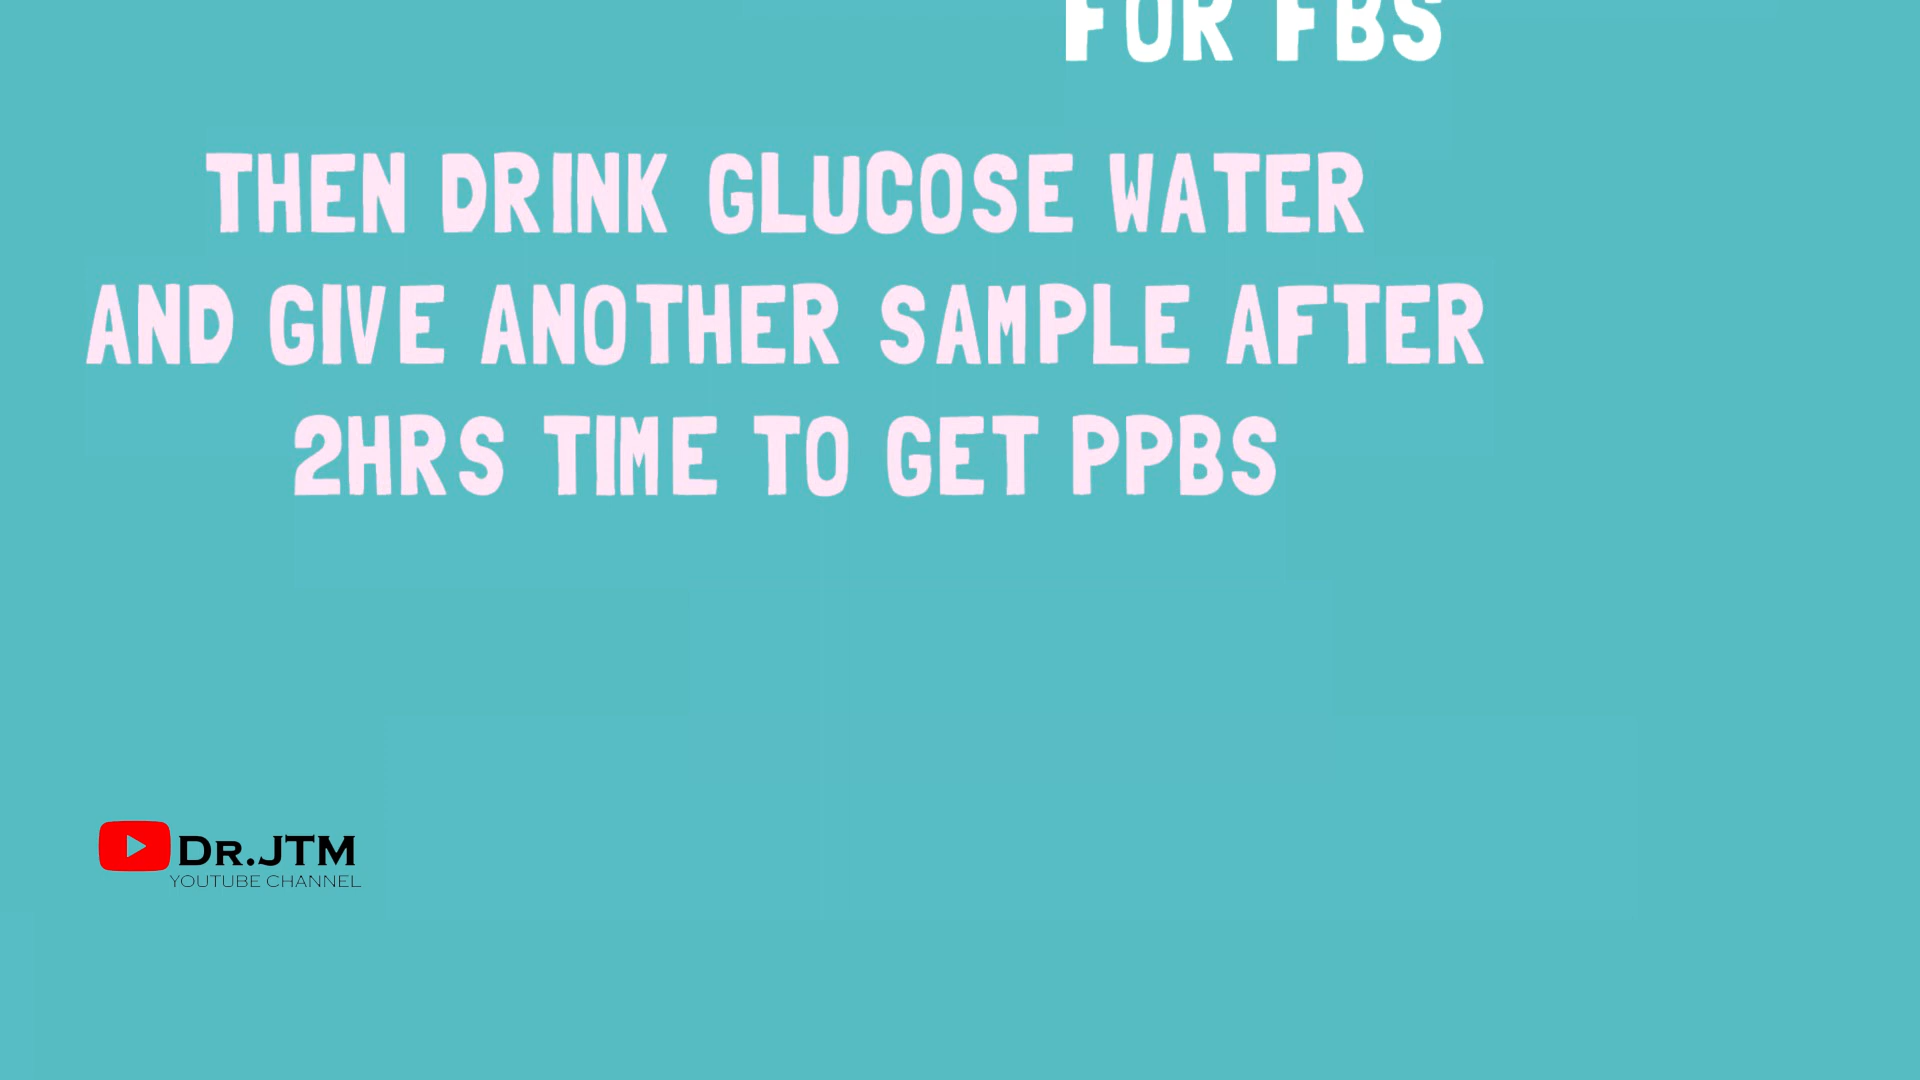 FOR FBS
THEN DRINK GLUCOSE WATER
AND GIVE ANOTHER SAMPLE AFTER
2HRS TIME TO GET PPBS
DR.JTM
YOUTUBE CHANNEL